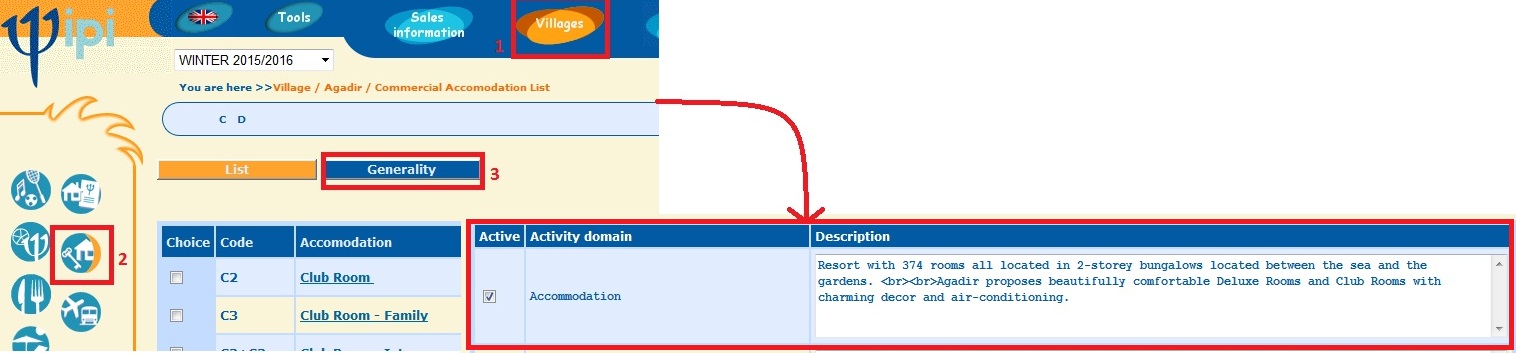 ipi
Tools
Sales
information
1
Villages
WINTER 2015/2016
You are here >>Village / Agadir / Commercial Accomodation List
C D
List
Generality
3
2
Choice Code Accomodation
C2 Club Room
C3 Club Room - Family
Active Activity domain Description
Accommodation
Resort with 374 rooms all located in 2-storey bungalows located between the sea and the
gardens. <br><br>Agadir proposes beautifully comfortable Deluxe Rooms and Club Rooms with
charming decor and air-conditioning.